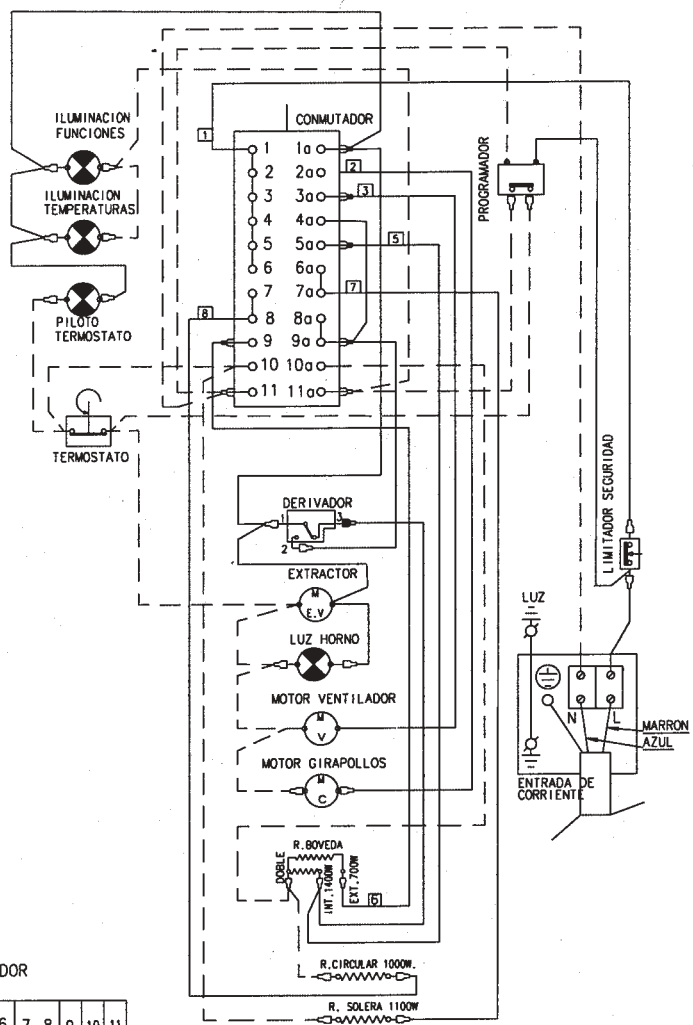 ILUMINACION
FUNCIONES
ILUMINACION
TEMPERATURAS
PILOTO
TERMOSTATO
TERMOSTATO
CONMUTADOR
1
1 1a
2 2a 2
3 3a 3
4 4a
5 5a 5
6 6a
7 7a 7
8 8 8a
9 9a
10 10a
11 11a
PROGRAMADOR
LIMITADOR SEGURIDAD
DERIVADOR
1 3
2
EXTRACTOR
M
E.V
LUZ HORNO
MOTOR VENTILADOR
M
V
MOTOR GIRAPOLLOS
M
C
LUZ
N L
MARRON
AZUL
ENTRADA DE
CORRIENTE
R.BOVEDA
DOBLE
INT.1400W
EXT.700W
6
R.CIRCULAR 1000W.
R. SOLERA 1100W
DOR
6 7 8 9 10 11